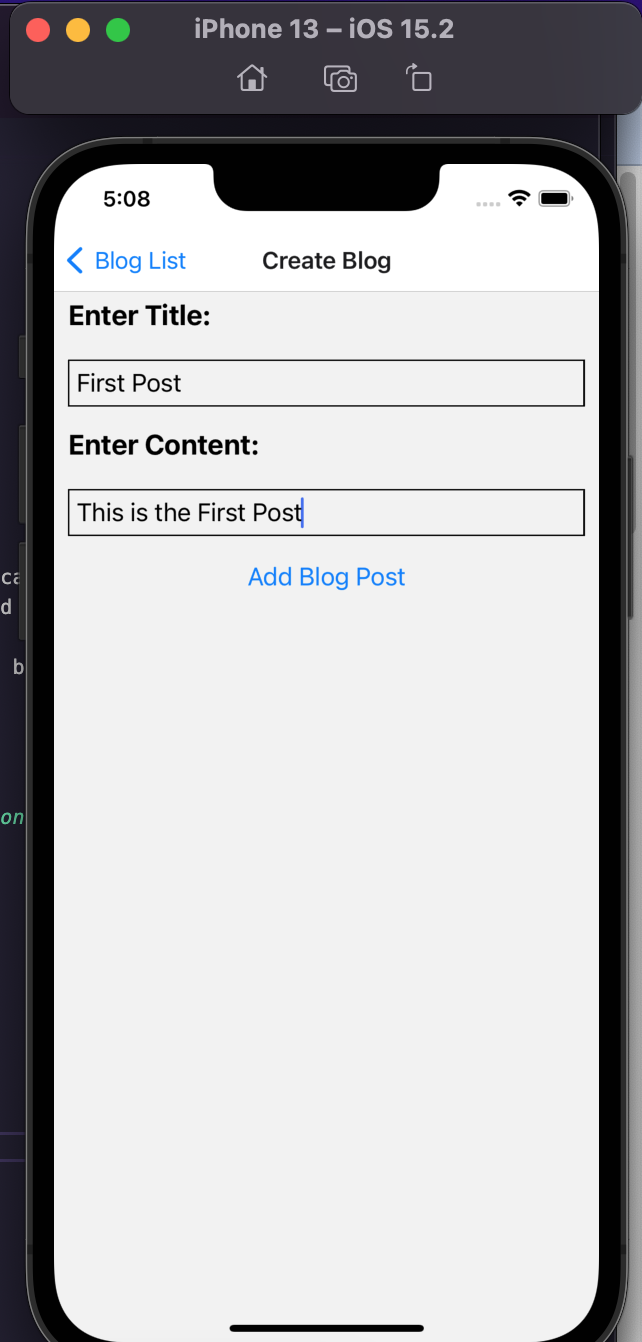 iPhone 13 – iOS 15.2
5:08
Blog List
Create Blog
Enter Title:
First Post
Enter Content:
This is the First Post
Add Blog Post
ca
d
b
on